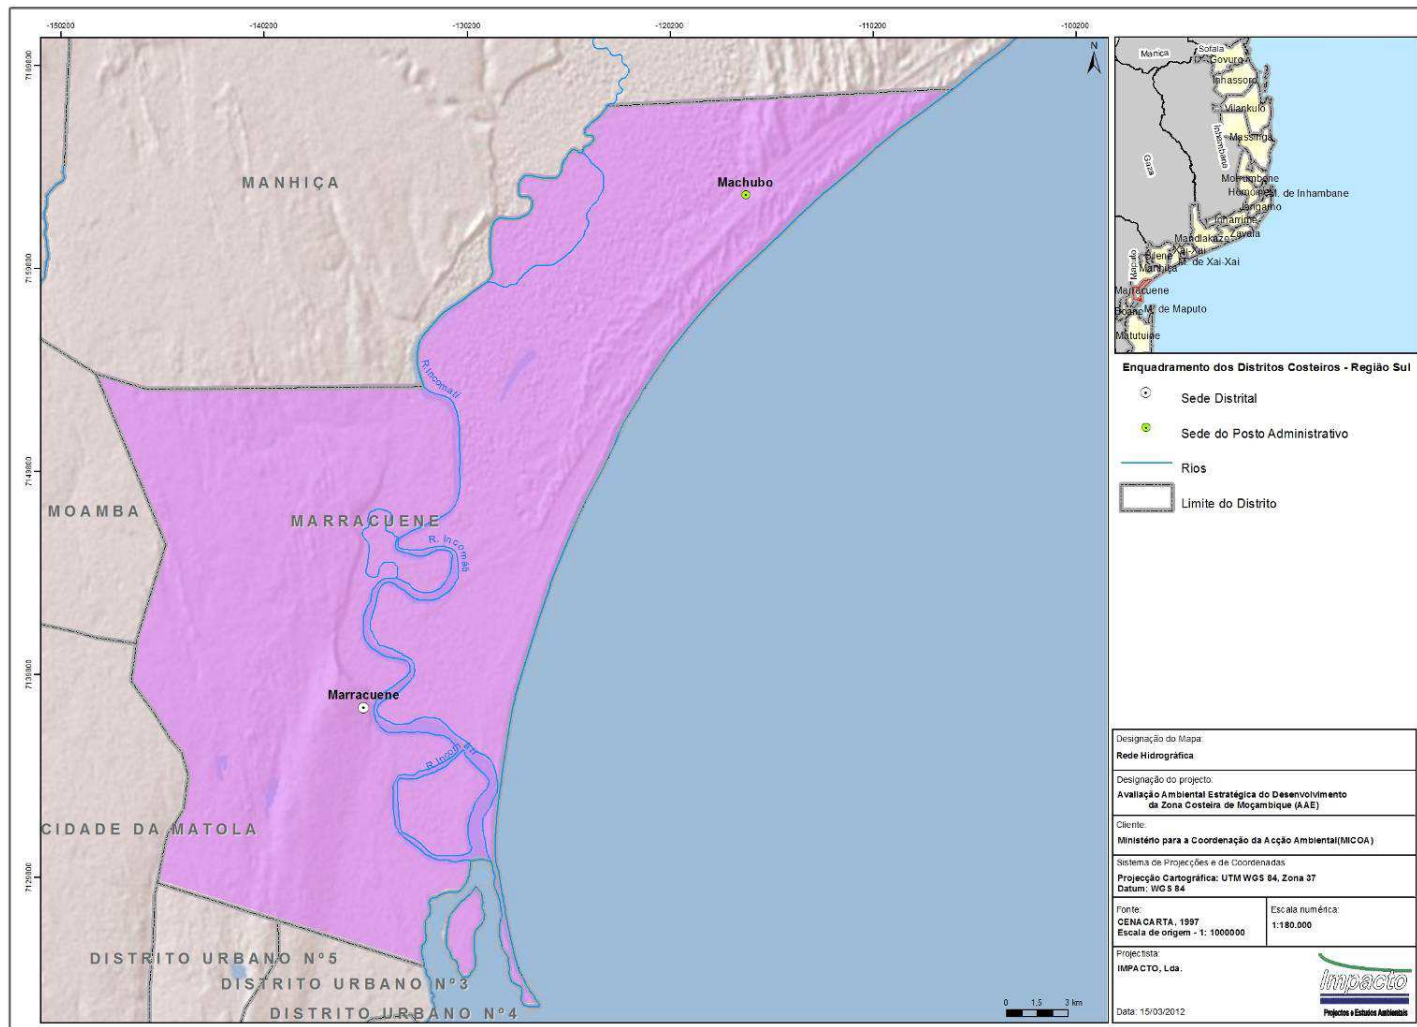 -150200
-140200
-130200
-120200
-110200
-100200
N
MANHIÇA
Machubo
R.Incomati
MOAMBA
MARRACUENE
R. Incomáti
Marracuene
R.Incomáti
CIDADE DA MATOLA
DISTRITO URBANO Nº5
DISTRITO URBANO Nº3
DISTRITO URBANO Nº4
0 1,5 3 km
Manica
Sofala
Govuro
Inhassoro
Vilankulo
Inhambane
Massinga
Gaza
Morrumbene
Homoine
M. de Inhambane
Jangamo
Inharrime
Zavala
Mandlakaze
Xai-Xai
Bilene
M. de Xai-Xai
Maputo
Manhiça
Marracuene
M. de Maputo
Boane
Matutuine
Enquadramento dos Distritos Costeiros - Região Sul
Sede Distrital
Sede do Posto Administrativo
Rios
Limite do Distrito
Designação do Mapa:
Rede Hidrográfica
Designação do projecto:
Avaliação Ambiental Estratégica do Desenvolvimento
da Zona Costeira de Moçambique (AAE)
Cliente:
Ministério para a Coordenação da Acção Ambiental(MICOA)
Sistema de Projecções e de Coordenadas
Projecção Cartográfica: UTM WGS 84, Zona 37
Datum: WGS 84
Fonte:
CENACARTA, 1997
Escala de origem - 1: 1000000
Escala numérica:
1:180.000
Projectista:
IMPACTO, Lda.
Data: 15/03/2012
impacto
Projectos e Estudos Ambientais